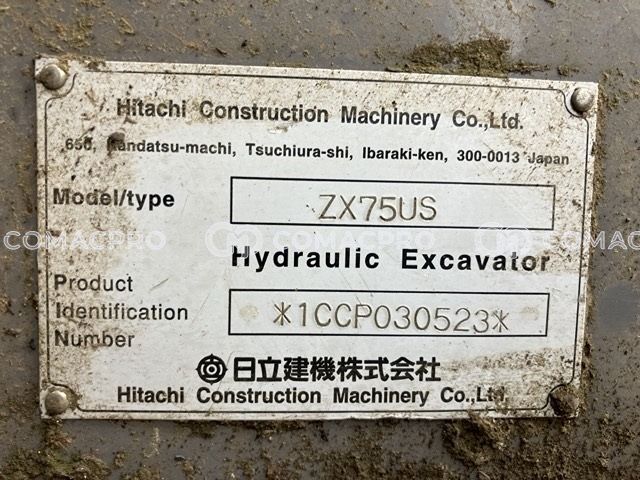 Hitachi Construction Machinery Co.,Ltd.
650, Kandatsu-machi, Tsuchiura-shi, Ibaraki-ken, 300-0013 Japan
Model/type ZX75US
COMACPRO COMACPRO COMACPRO
Hydraulic Excavator
Product
Identification
Number
*1CCP030523*
日立建機株式会社
Hitachi Construction Machinery Co.,Ltd.